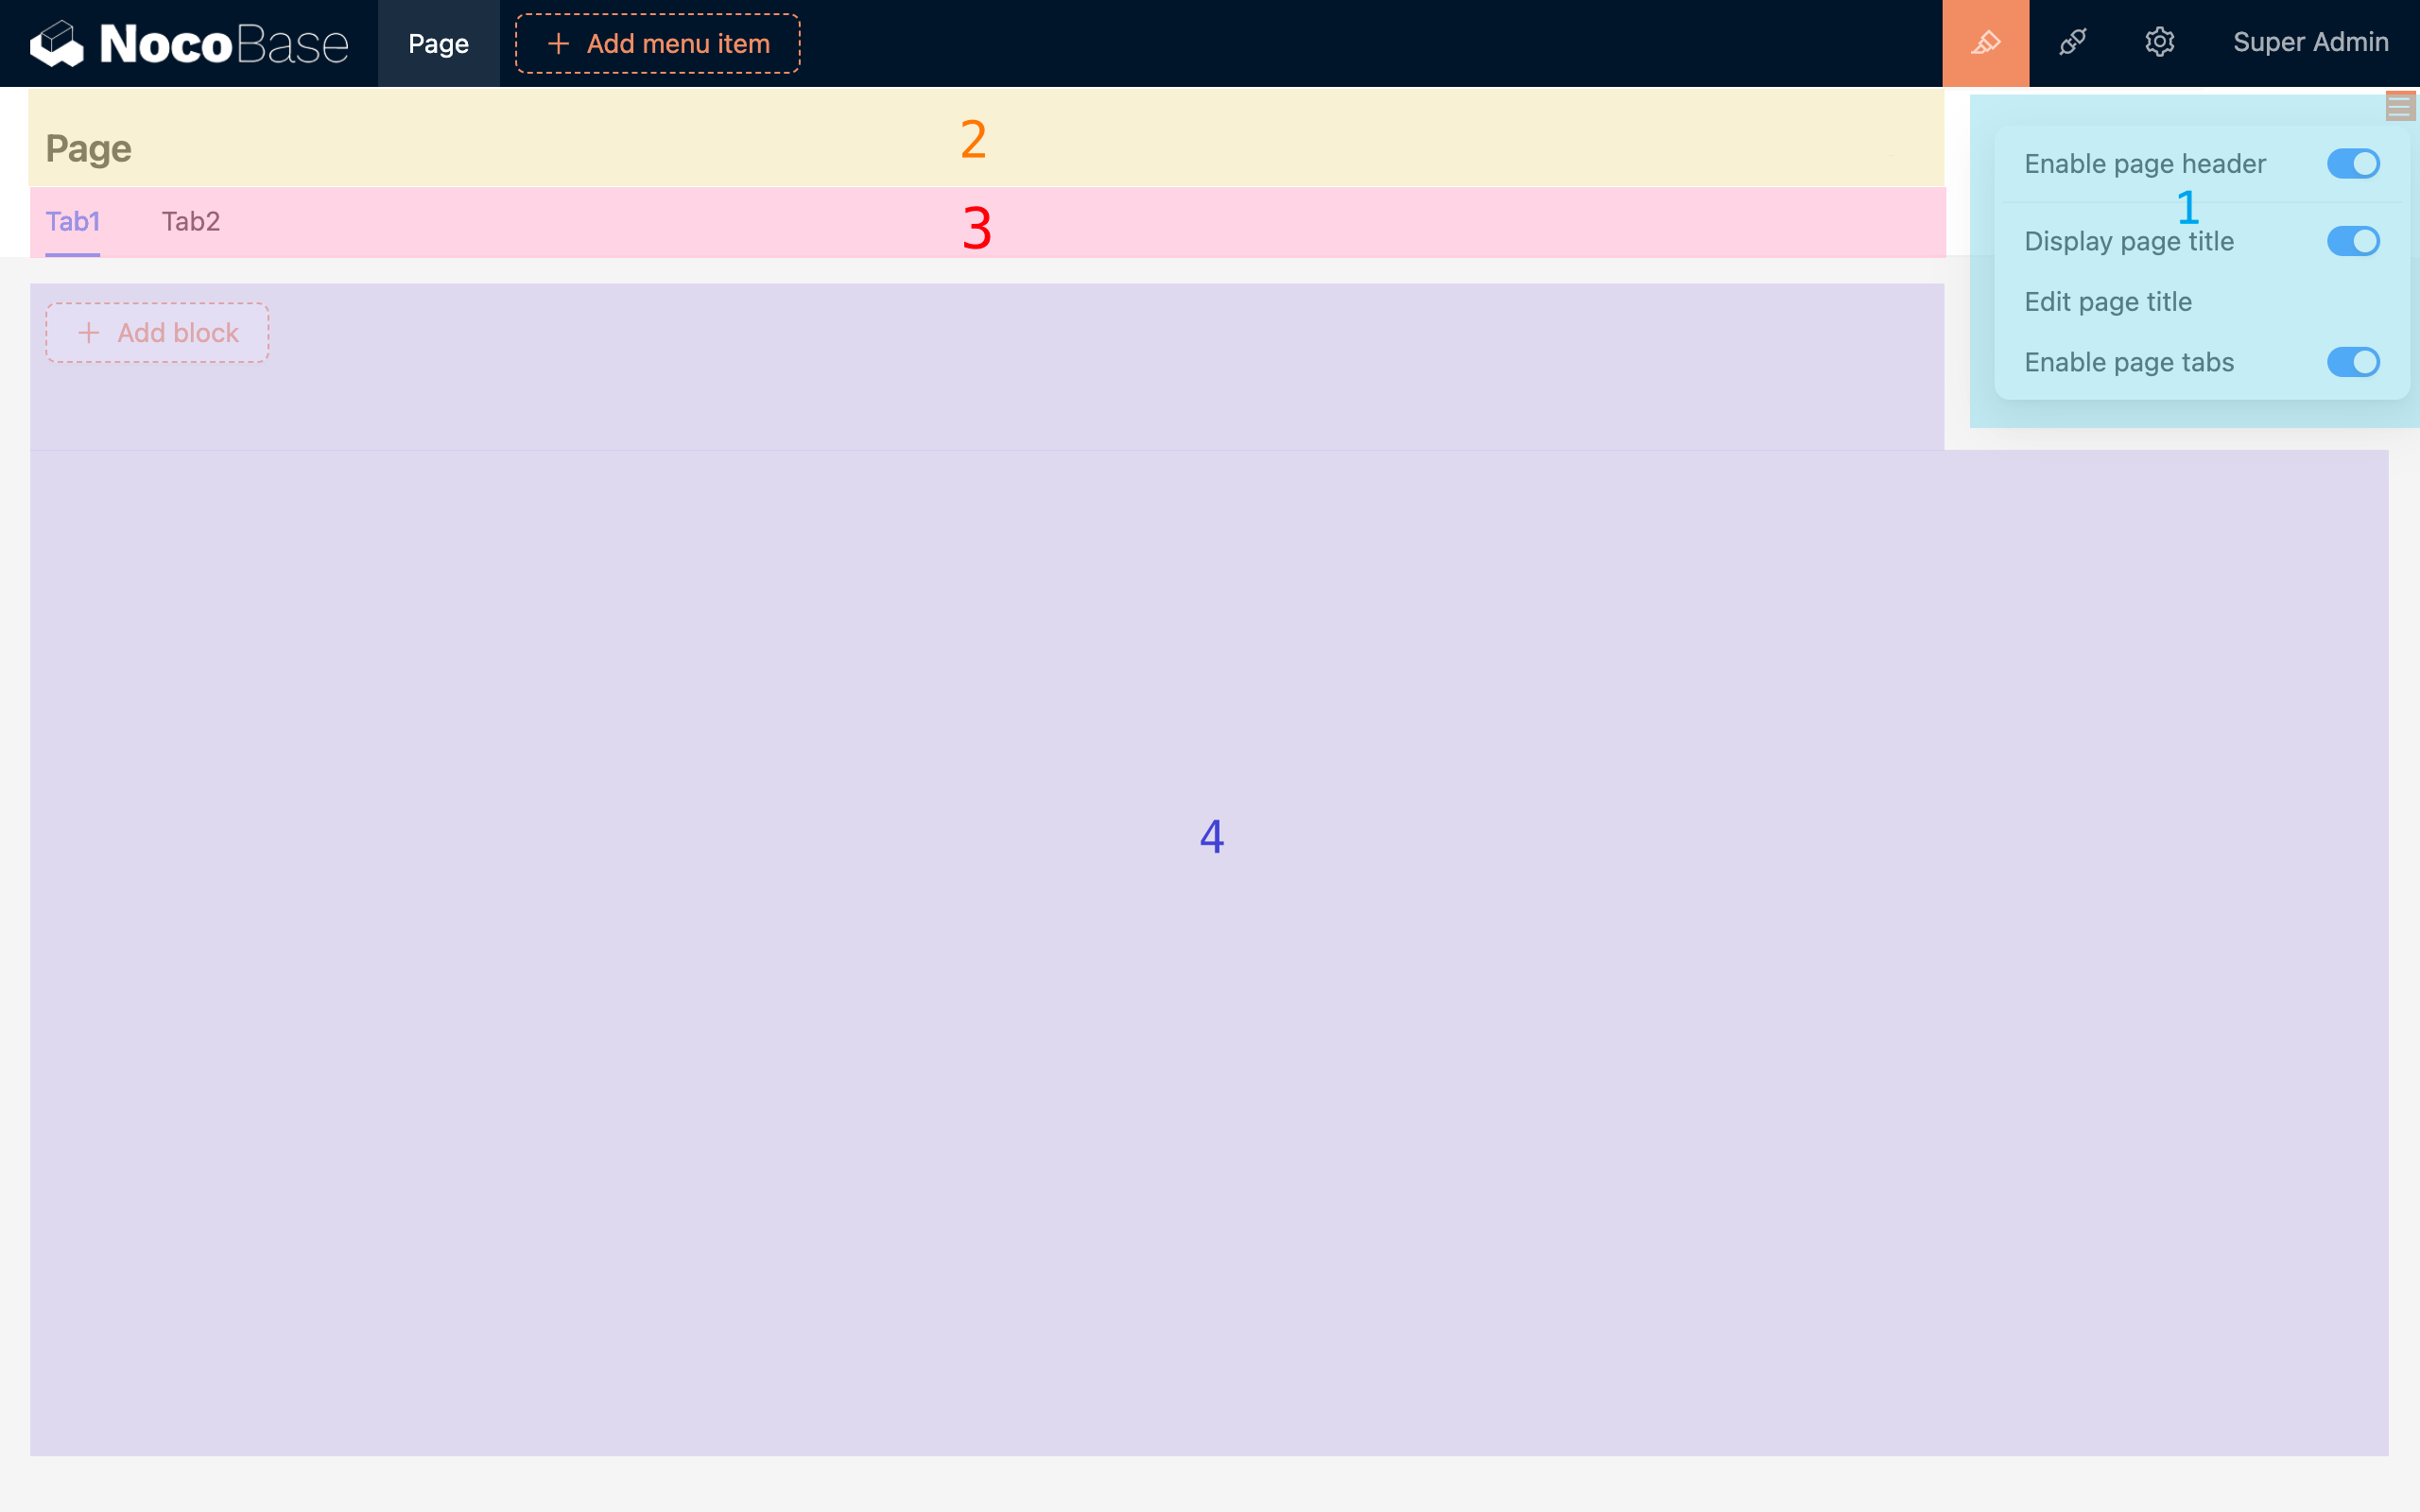 NocoBase Page + Add menu item Super Admin
Page 2
Tab1 Tab2 3
Enable page header
1
Display page title
Edit page title
Enable page tabs
+ Add block
4